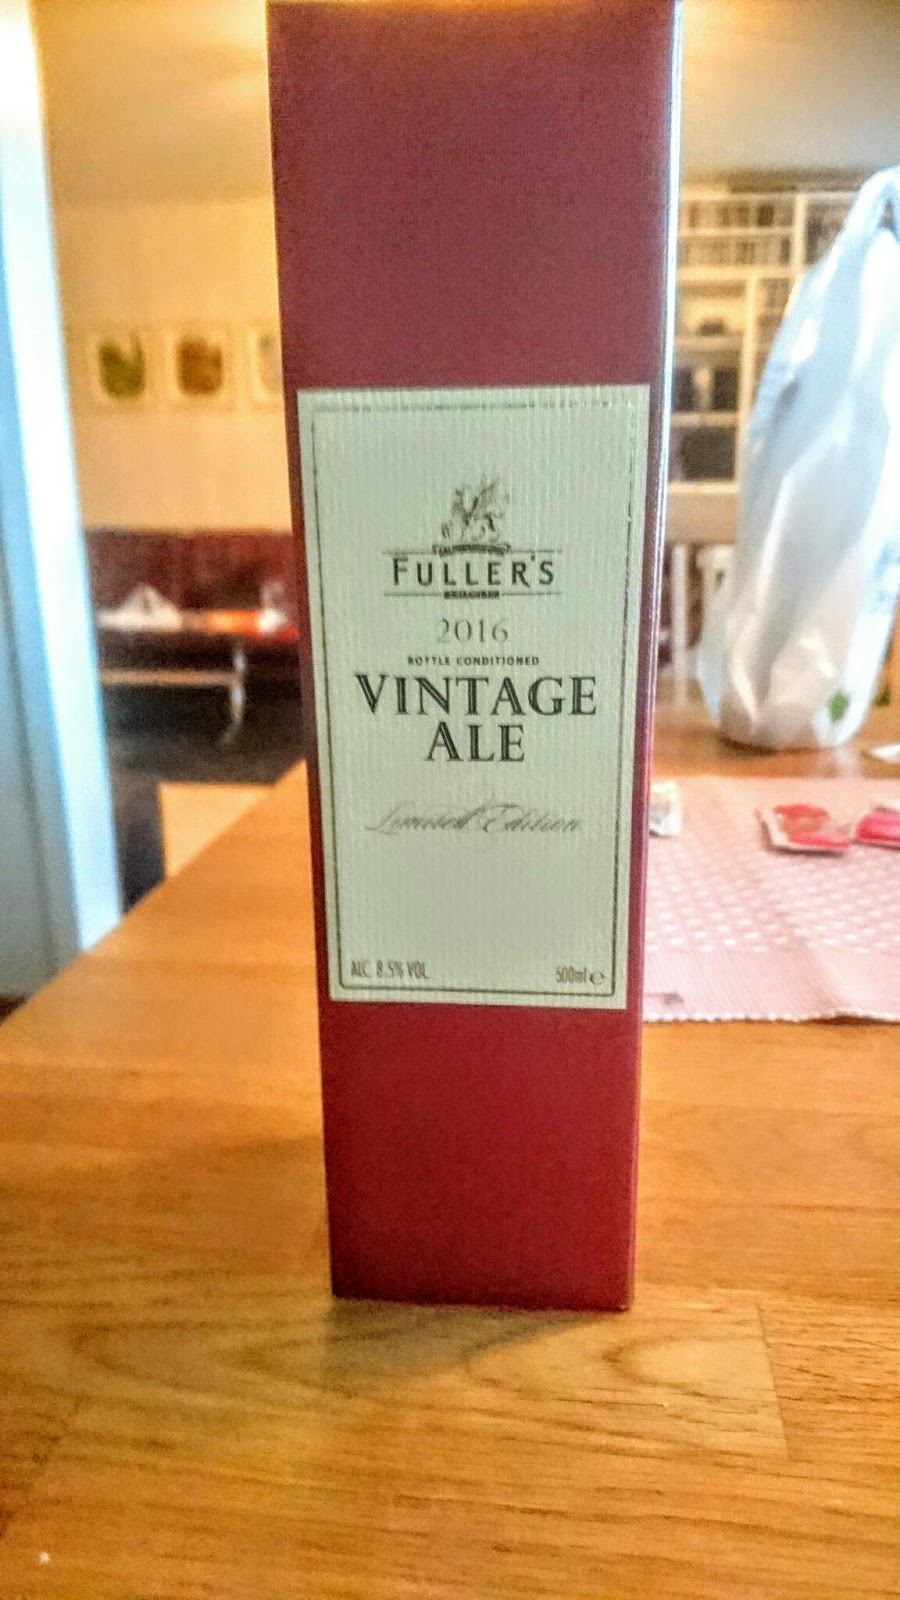 FULLER'S
2016
BOTTLE CONDITIONED
VINTAGE
ALE
Limited Edition
ALC. 8.5% VOL
500ml e